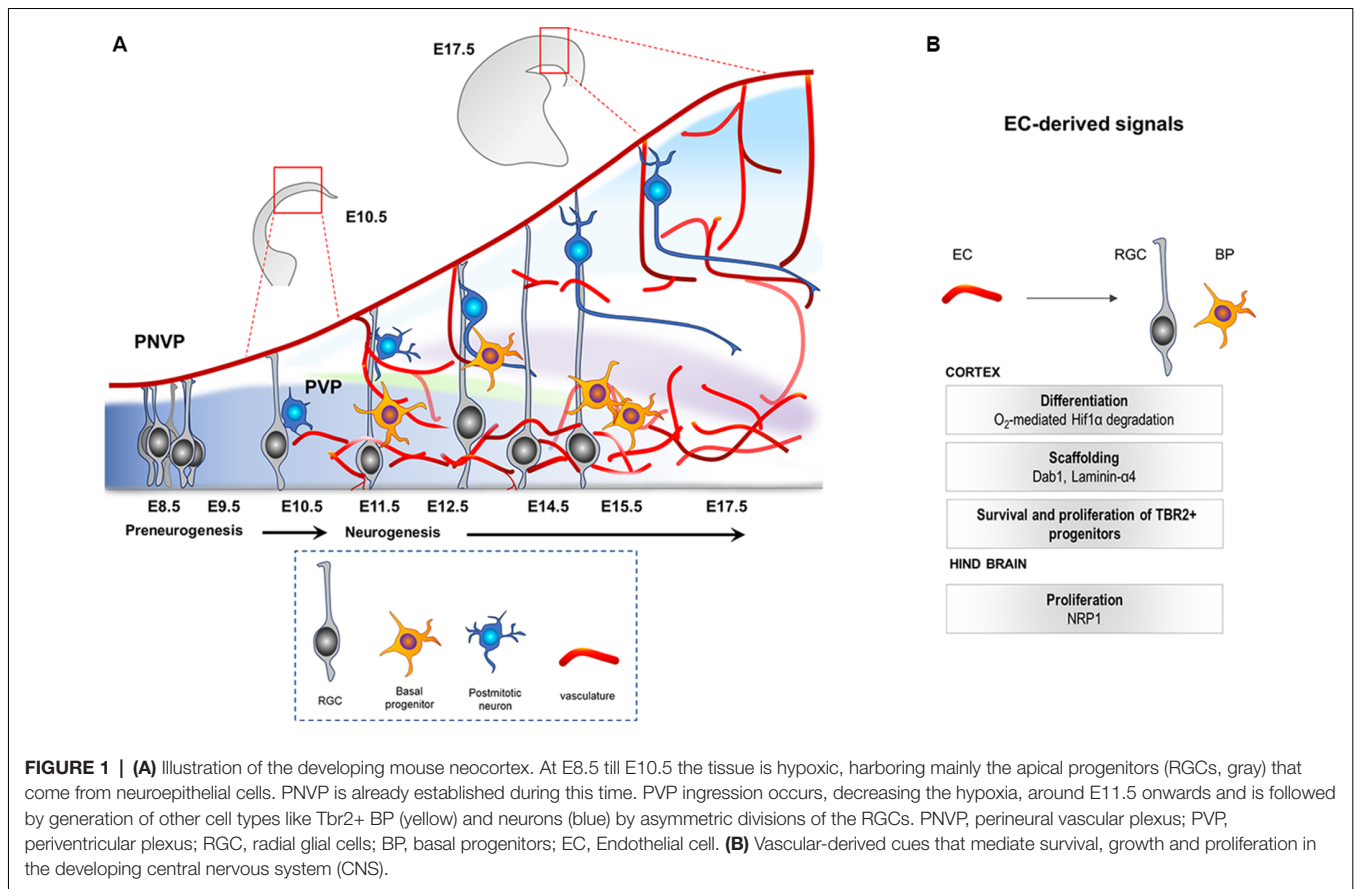 A
E17.5
E10.5
PNVP
PVP
E8.5 E9.5 E10.5 E11.5 E12.5 E14.5 E15.5 E17.5
Preneurogenesis Neurogenesis
RGC
Basal
progenitor
Postmitotic
neuron
vasculature
B
EC-derived signals
EC RGC BP
CORTEX
Differentiation
O₂-mediated Hif1α degradation
Scaffolding
Dab1, Laminin-α4
Survival and proliferation of TBR2+
progenitors
HIND BRAIN
Proliferation
NRP1
FIGURE 1 | (A) Illustration of the developing mouse neocortex. At E8.5 till E10.5 the tissue is hypoxic, harboring mainly the apical progenitors (RGCs, gray) that
come from neuroepithelial cells. PNVP is already established during this time. PVP ingression occurs, decreasing the hypoxia, around E11.5 onwards and is followed
by generation of other cell types like Tbr2+ BP (yellow) and neurons (blue) by asymmetric divisions of the RGCs. PNVP, perineural vascular plexus; PVP,
periventricular plexus; RGC, radial glial cells; BP, basal progenitors; EC, Endothelial cell. (B) Vascular-derived cues that mediate survival, growth and proliferation in
the developing central nervous system (CNS).